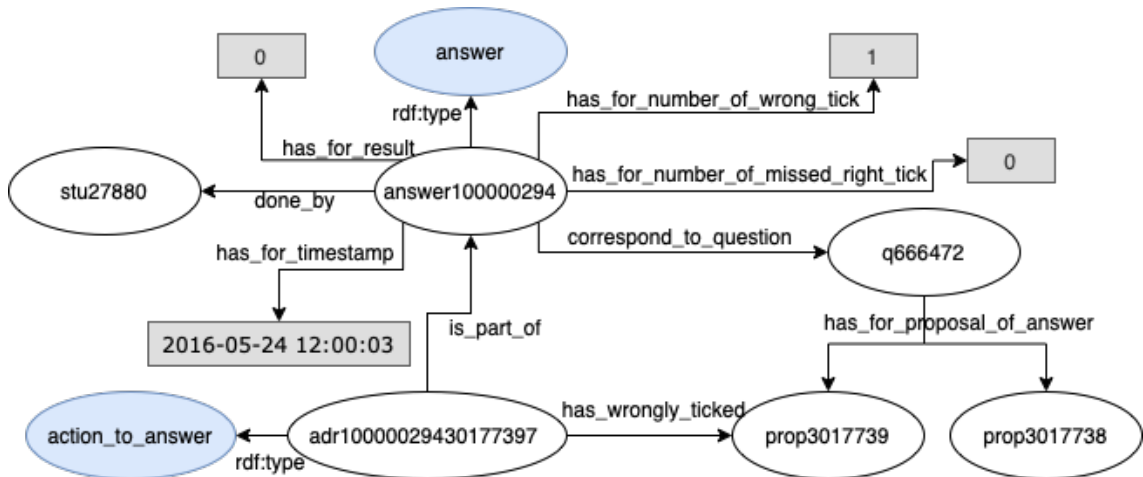 0
answer
1
has_for_number_of_wrong_tick
rdf:type
has_for_result
stu27880
answer100000294
has_for_number_of_missed_right_tick
0
done_by
correspond_to_question
has_for_timestamp
q666472
2016-05-24 12:00:03
is_part_of
has_for_proposal_of_answer
has_wrongly_ticked
action_to_answer
adr10000029430177397
prop3017739
prop3017738
rdf:type